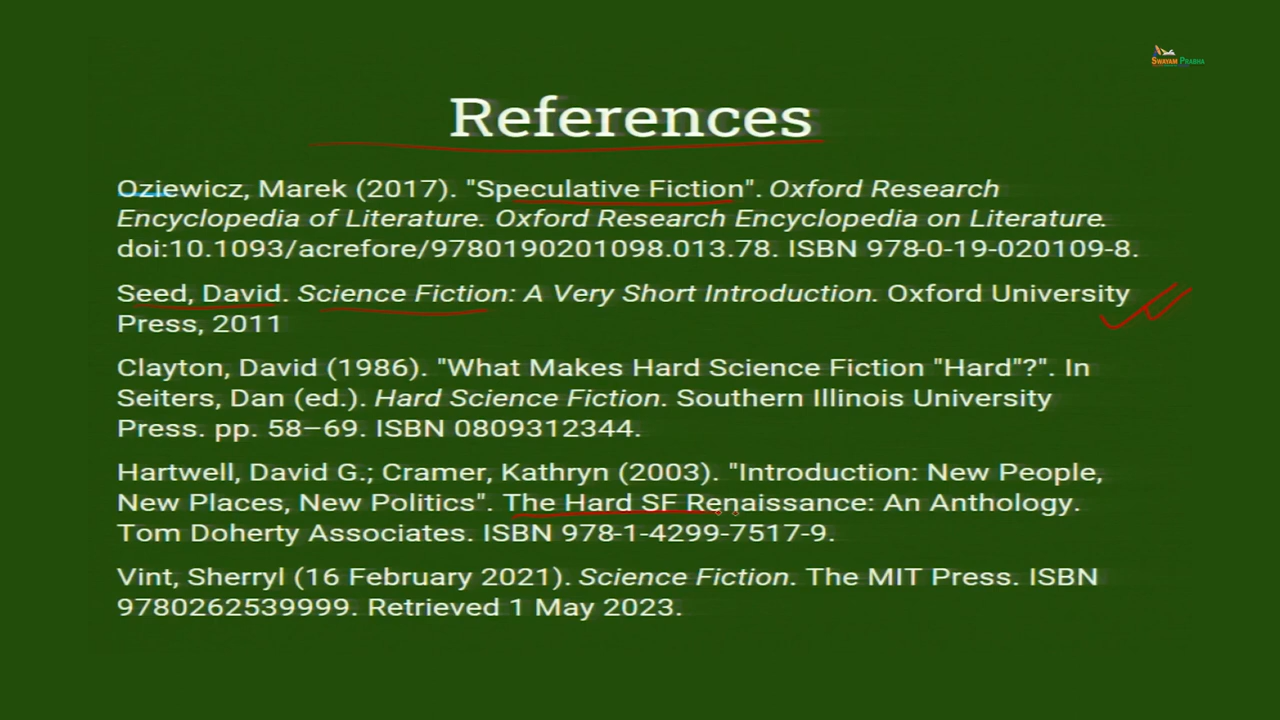 SWAYAM PRABHA
References
Oziewicz, Marek (2017). "Speculative Fiction". Oxford Research
Encyclopedia of Literature. Oxford Research Encyclopedia on Literature.
doi:10.1093/acrefore/9780190201098.013.78. ISBN 978-0-19-020109-8.
Seed, David. Science Fiction: A Very Short Introduction. Oxford University
Press, 2011
Clayton, David (1986). "What Makes Hard Science Fiction "Hard"?". In
Seiters, Dan (ed.). Hard Science Fiction. Southern Illinois University
Press. pp. 58–69. ISBN 0809312344.
Hartwell, David G.; Cramer, Kathryn (2003). "Introduction: New People,
New Places, New Politics". The Hard SF Renaissance: An Anthology.
Tom Doherty Associates. ISBN 978-1-4299-7517-9.
Vint, Sherryl (16 February 2021). Science Fiction. The MIT Press. ISBN
9780262539999. Retrieved 1 May 2023.